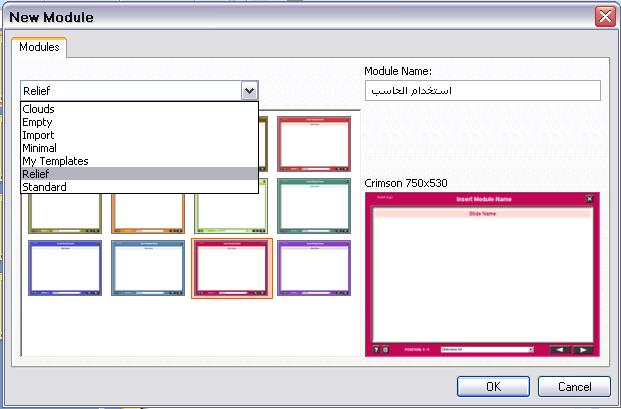 New Module
Modules
Module Name:
Relief
استخدام الحاسب
Clouds
Empty
Import
Minimal
My Templates
Relief
Standard
Crimson 750x530
Insert Module Name
Slide Name
OK
Cancel